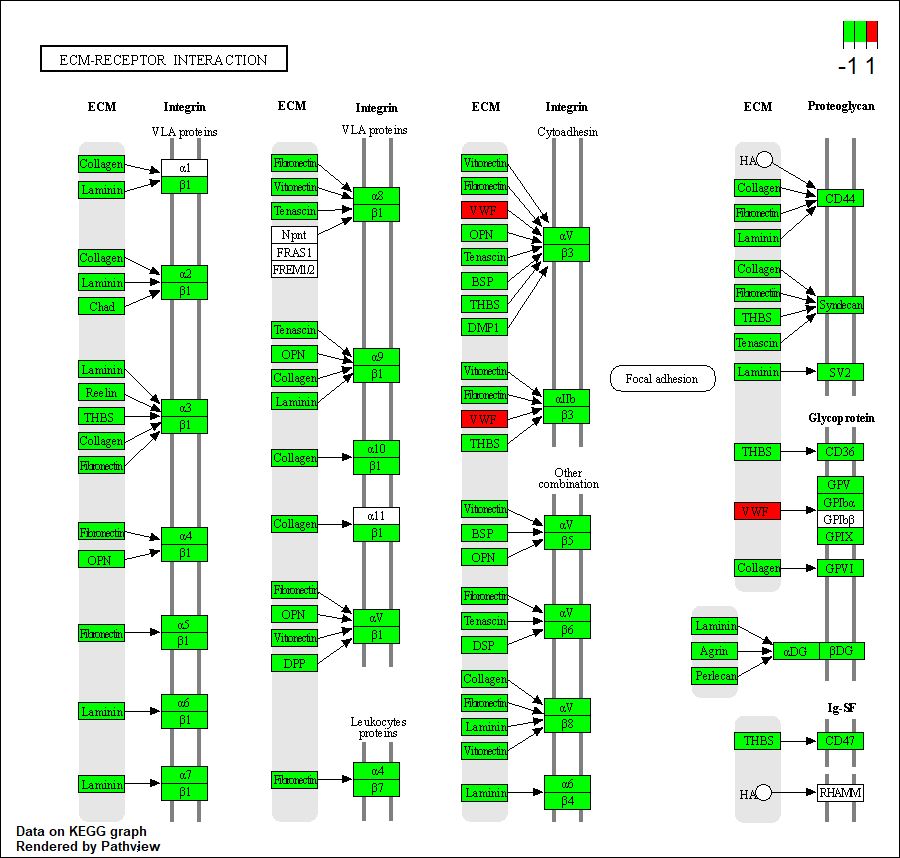 -1 1
ECM-RECEPTOR INTERACTION
ECM Integrin
VLA proteins
Collagen
Laminin
α1
β1
Collagen
Laminin
Chad
α2
β1
Laminin
Reelin
THBS
Collagen
Fibronectin
α3
β1
Fibronectin
OPN
α4
β1
Fibronectin
α5
β1
Laminin
α6
β1
Laminin
α7
β1
ECM Integrin
VLA proteins
Fibronectin
Vitronectin
Tenascin
Npnt
FRAS1
FREM1/2
α8
β1
Tenascin
OPN
Collagen
Laminin
α9
β1
Collagen
α10
β1
Collagen
α11
β1
Fibronectin
OPN
Vitronectin
DPP
αV
β1
Leukocytes
proteins
Fibronectin
α4
β7
ECM Integrin
Cytoadhesin
Vitronectin
Fibronectin
VWF
OPN
Tenascin
BSP
THBS
DMP1
αV
β3
Vitronectin
Fibronectin
VWF
THBS
αIIb
β3
Other
combination
Vitronectin
BSP
OPN
αV
β5
Fibronectin
Tenascin
DSP
αV
β6
Collagen
Fibronectin
Laminin
Vitronectin
αV
β8
Laminin
α6
β4
Focal adhesion
ECM Proteoglycan
HA
Collagen
Fibronectin
Laminin
CD44
Collagen
Fibronectin
THBS
Tenascin
Syndecan
Laminin
SV2
Glycoprotein
THBS
CD36
VWF
GPV
GPIbα
GPIbβ
GPIX
Collagen
GPVI
Laminin
Agrin
Perlecan
αDG βDG
Ig-SF
THBS
CD47
HA
RHAMM
Data on KEGG graph
Rendered by Pathview